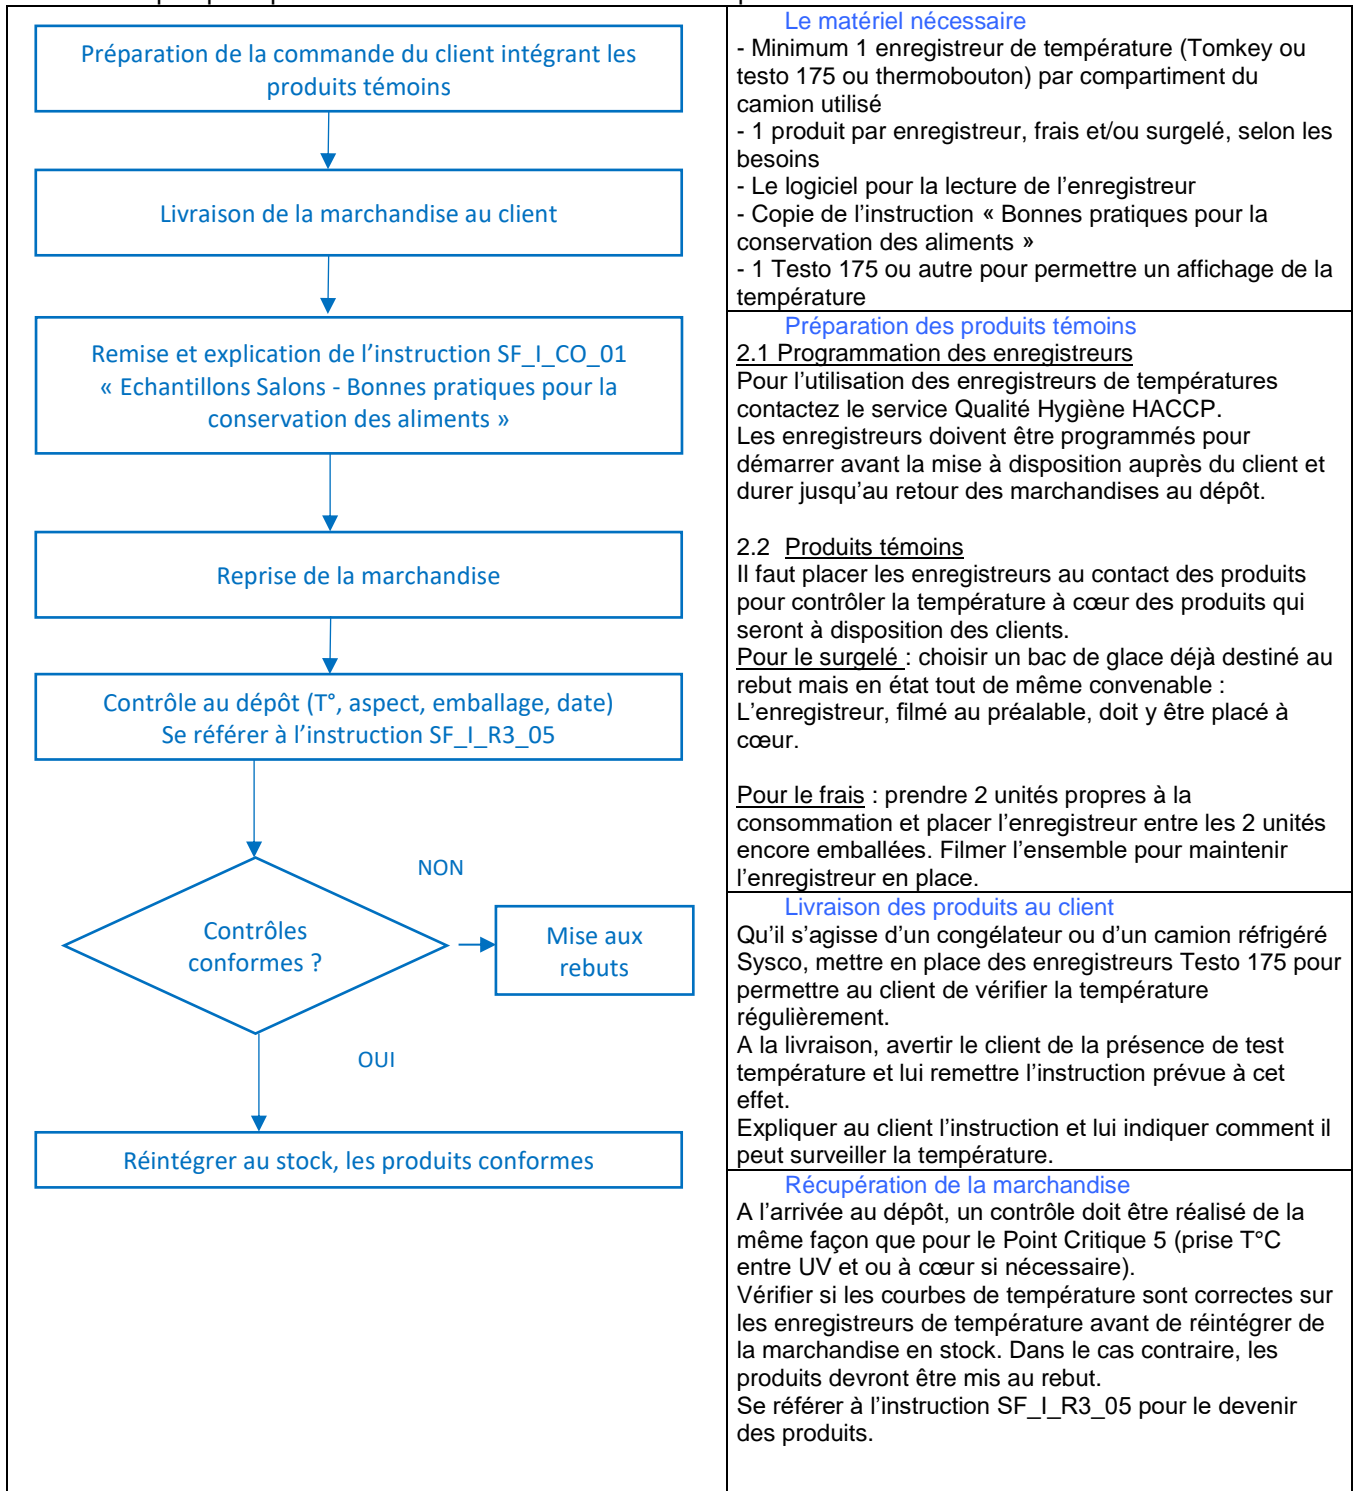 Préparation de la commande du client intégrant les
produits témoins
Livraison de la marchandise au client
Remise et explication de l'instruction SF_I_CO_01
« Echantillons Salons - Bonnes pratiques pour la
conservation des aliments »
Reprise de la marchandise
Contrôle au dépôt (T°, aspect, emballage, date)
Se référer à l'instruction SF_I_R3_05
NON
Contrôles
conformes ?
Mise aux
rebuts
OUI
Réintégrer au stock, les produits conformes
Le matériel nécessaire
- Minimum 1 enregistreur de température (Tomkey ou
testo 175 ou thermobouton) par compartiment du
camion utilisé
- 1 produit par enregistreur, frais et/ou surgelé, selon les
besoins
- Le logiciel pour la lecture de l'enregistreur
- Copie de l'instruction « Bonnes pratiques pour la
conservation des aliments »
- 1 Testo 175 ou autre pour permettre un affichage de la
température
Préparation des produits témoins
2.1 Programmation des enregistreurs
Pour l'utilisation des enregistreurs de températures
contactez le service Qualité Hygiène HACCP.
Les enregistreurs doivent être programmés pour
démarrer avant la mise à disposition auprès du client et
durer jusqu'au retour des marchandises au dépôt.
2.2 Produits témoins
Il faut placer les enregistreurs au contact des produits
pour contrôler la température à cœur des produits qui
seront à disposition des clients.
Pour le surgelé : choisir un bac de glace déjà destiné au
rebut mais en état tout de même convenable :
L'enregistreur, filmé au préalable, doit y être placé à
cœur.
Pour le frais : prendre 2 unités propres à la
consommation et placer l'enregistreur entre les 2 unités
encore emballées. Filmer l'ensemble pour maintenir
l'enregistreur en place.
Livraison des produits au client
Qu'il s'agisse d'un congélateur ou d'un camion réfrigéré
Sysco, mettre en place des enregistreurs Testo 175 pour
permettre au client de vérifier la température
régulièrement.
A la livraison, avertir le client de la présence de test
température et lui remettre l'instruction prévue à cet
effet.
Expliquer au client l'instruction et lui indiquer comment il
peut surveiller la température.
Récupération de la marchandise
A l'arrivée au dépôt, un contrôle doit être réalisé de la
même façon que pour le Point Critique 5 (prise T°C
entre UV et ou à cœur si nécessaire).
Vérifier si les courbes de température sont correctes sur
les enregistreurs de température avant de réintégrer de
la marchandise en stock. Dans le cas contraire, les
produits devront être mis au rebut.
Se référer à l'instruction SF_I_R3_05 pour le devenir
des produits.